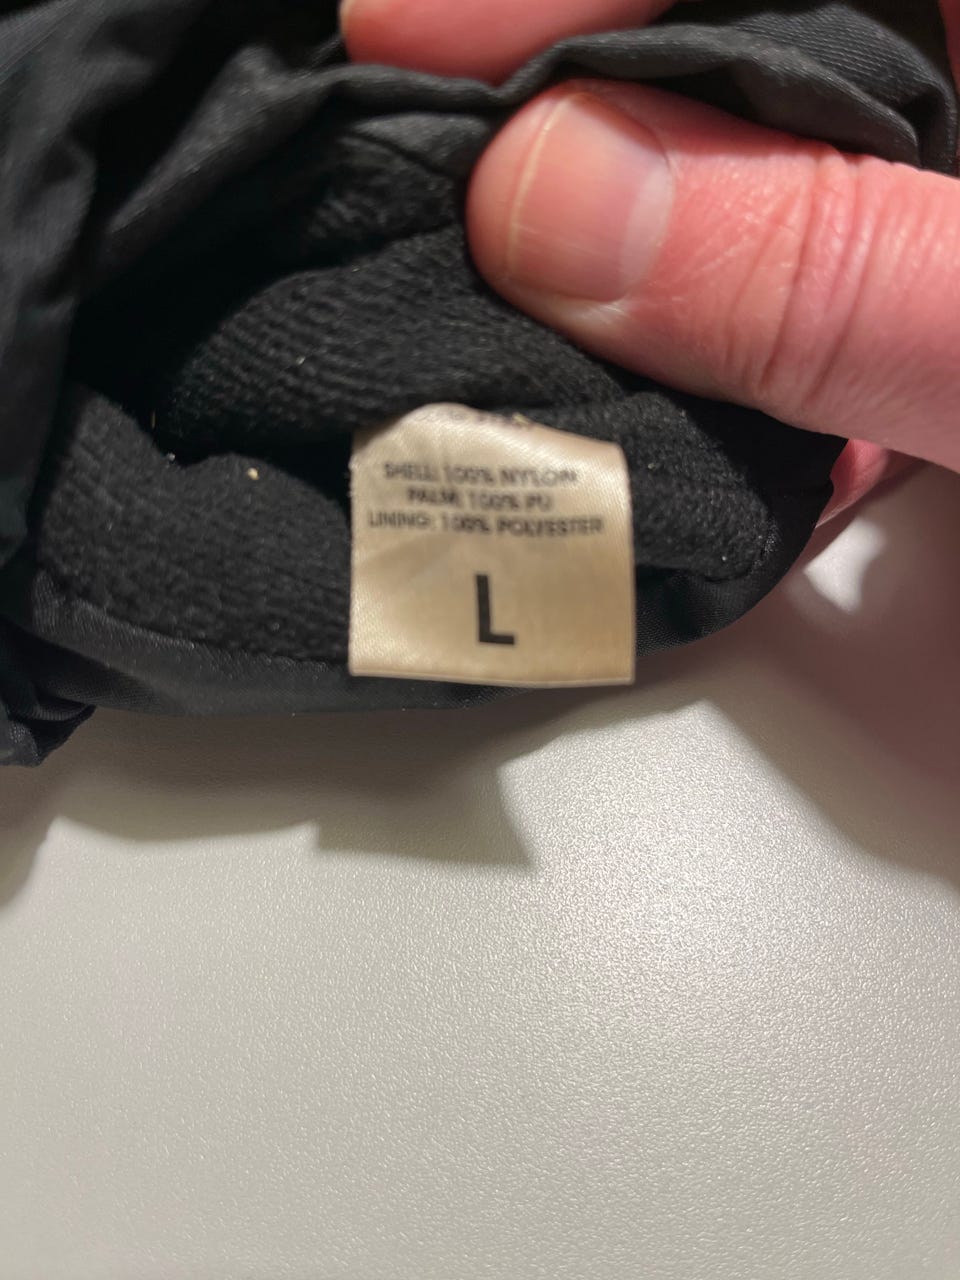 SHELL: 100% NYLON
PALM: 100% PU
LINING: 100% POLYESTER
L